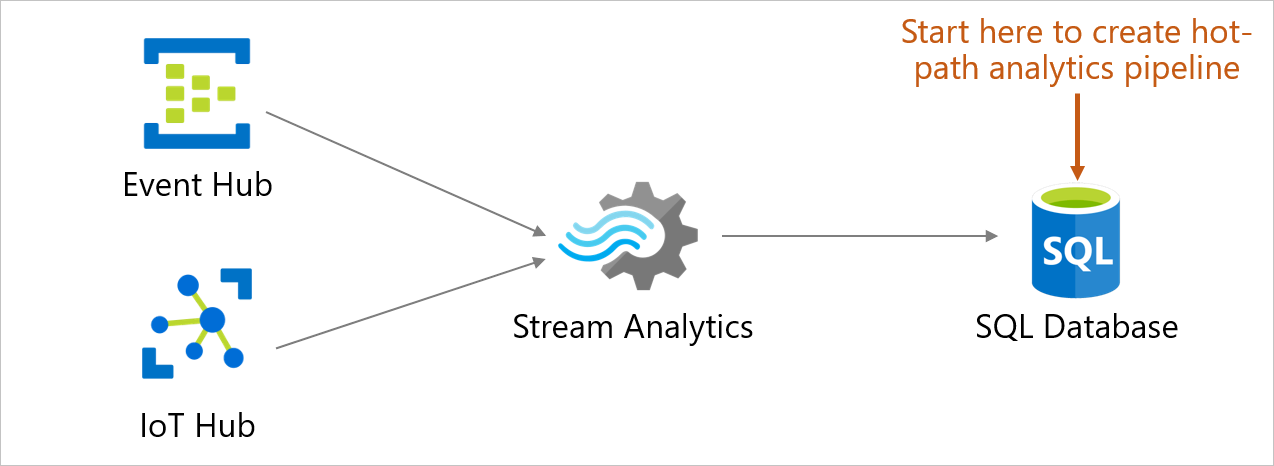 Start here to create hot-
path analytics pipeline
Event Hub
IoT Hub
Stream Analytics
SQL
SQL Database